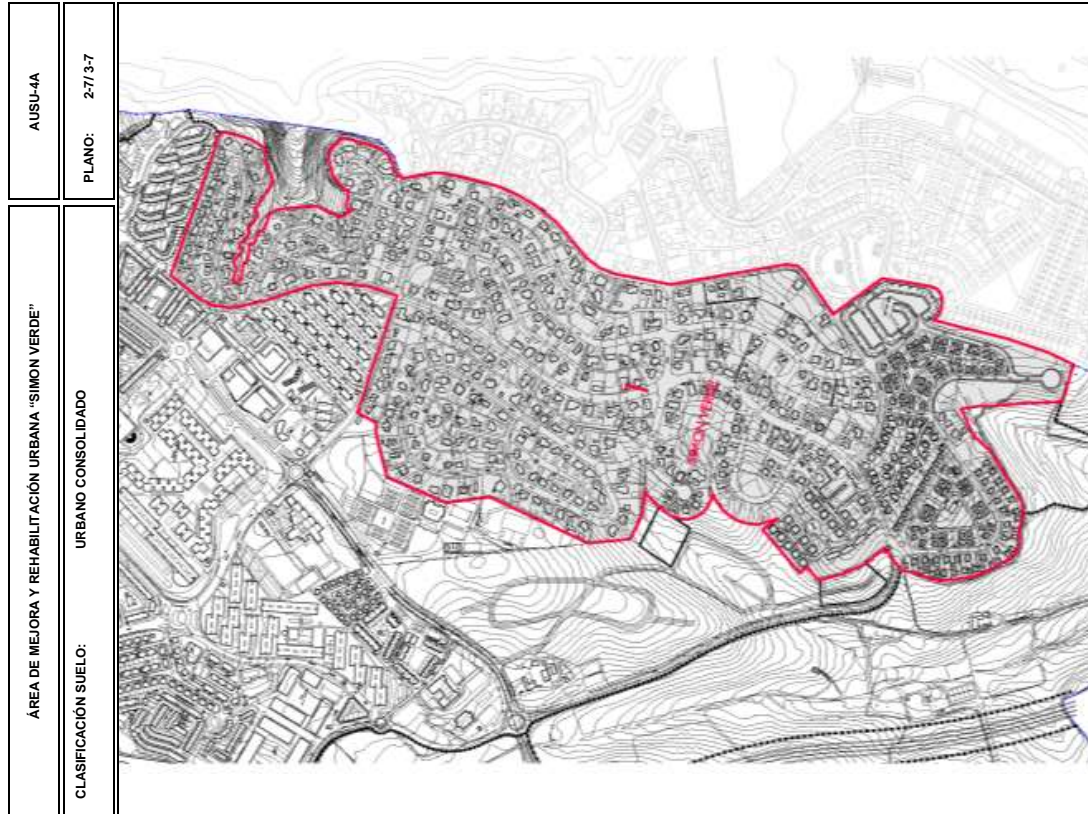 ÁREA DE MEJORA Y REHABILITACIÓN URBANA “SIMON VERDE”
AUSU-4A
CLASIFICACIÓN SUELO: URBANO CONSOLIDADO
PLANO: 2-7/ 3-7
SIMON VERDE